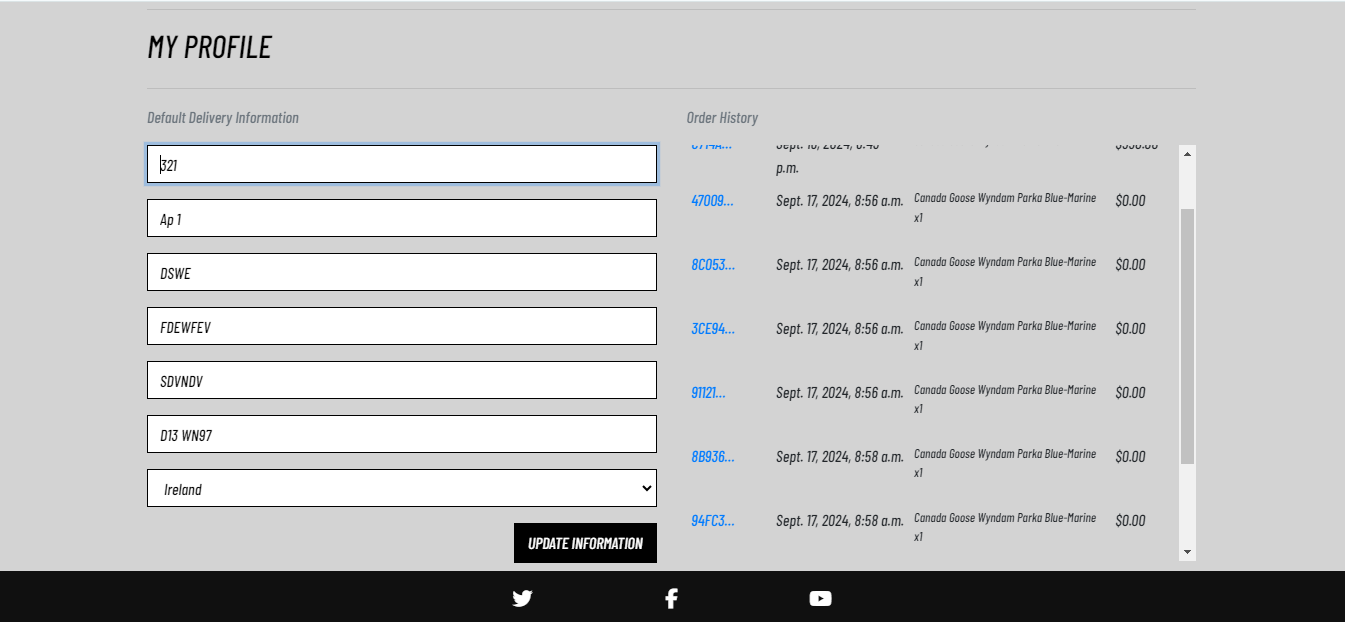 MY PROFILE
Default Delivery Information
321
Ap 1
DSWE
FDEWFEV
SDVNDV
D13 WN97
Ireland
UPDATE INFORMATION
Order History
p.m.
47009... Sept. 17, 2024, 8:56 a.m. Canada Goose Wyndam Parka Blue-Marine $0.00
x1
8C053... Sept. 17, 2024, 8:56 a.m. Canada Goose Wyndam Parka Blue-Marine $0.00
x1
3CE94... Sept. 17, 2024, 8:56 a.m. Canada Goose Wyndam Parka Blue-Marine $0.00
x1
91121... Sept. 17, 2024, 8:56 a.m. Canada Goose Wyndam Parka Blue-Marine $0.00
x1
8B936... Sept. 17, 2024, 8:58 a.m. Canada Goose Wyndam Parka Blue-Marine $0.00
x1
94FC3... Sept. 17, 2024, 8:58 a.m. Canada Goose Wyndam Parka Blue-Marine $0.00
x1